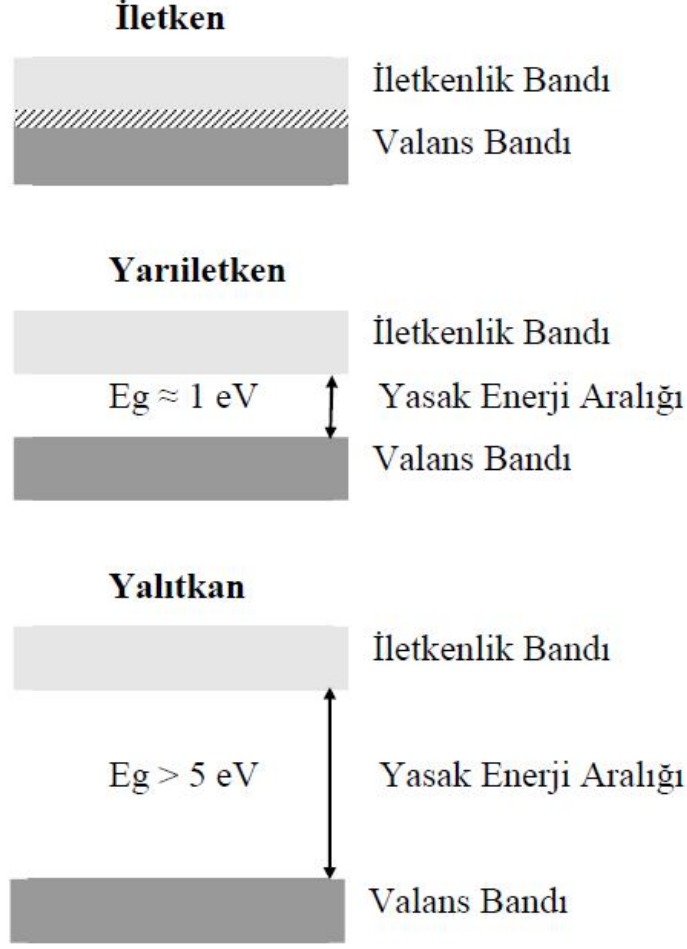 İletken
İletkenlik Bandı
Valans Bandı
Yarıiletken
İletkenlik Bandı
Eg ≈ 1 eV Yasak Enerji Aralığı
Valans Bandı
Yalıtkan
İletkenlik Bandı
Eg > 5 eV Yasak Enerji Aralığı
Valans Bandı